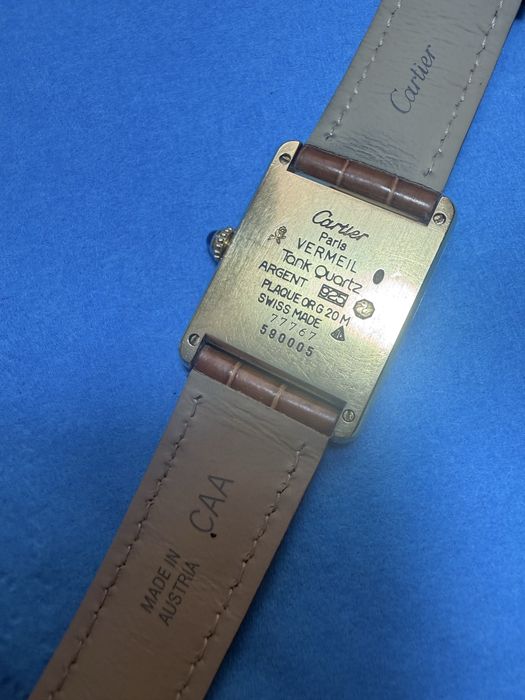 Cartier
Cartier
Paris
VERMEIL
Tank Quartz
ARGENT 925
PLAQUE OR G 20 M
SWISS MADE
77767
590005
CAA
MADE IN
AUSTRIA